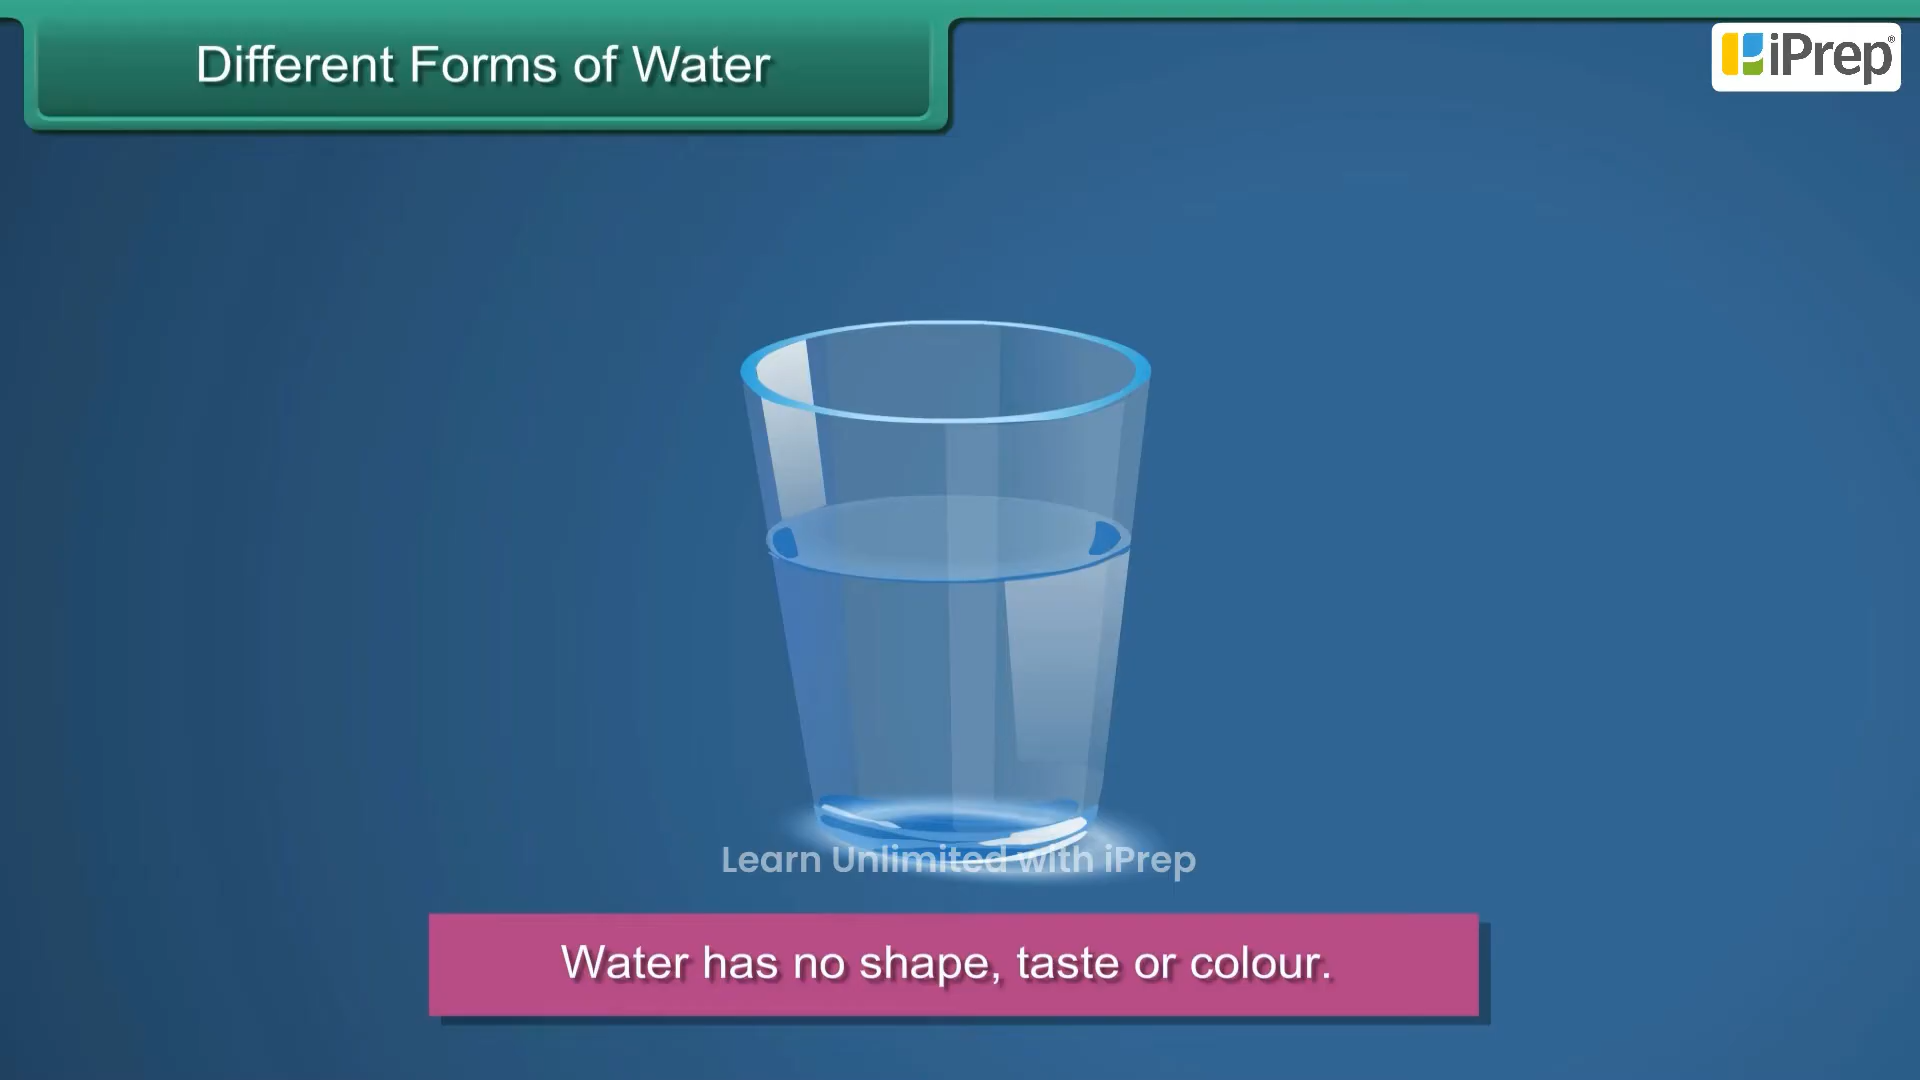 Different Forms of Water
iPrep®
Learn Unlimited with iPrep
Water has no shape, taste or colour.